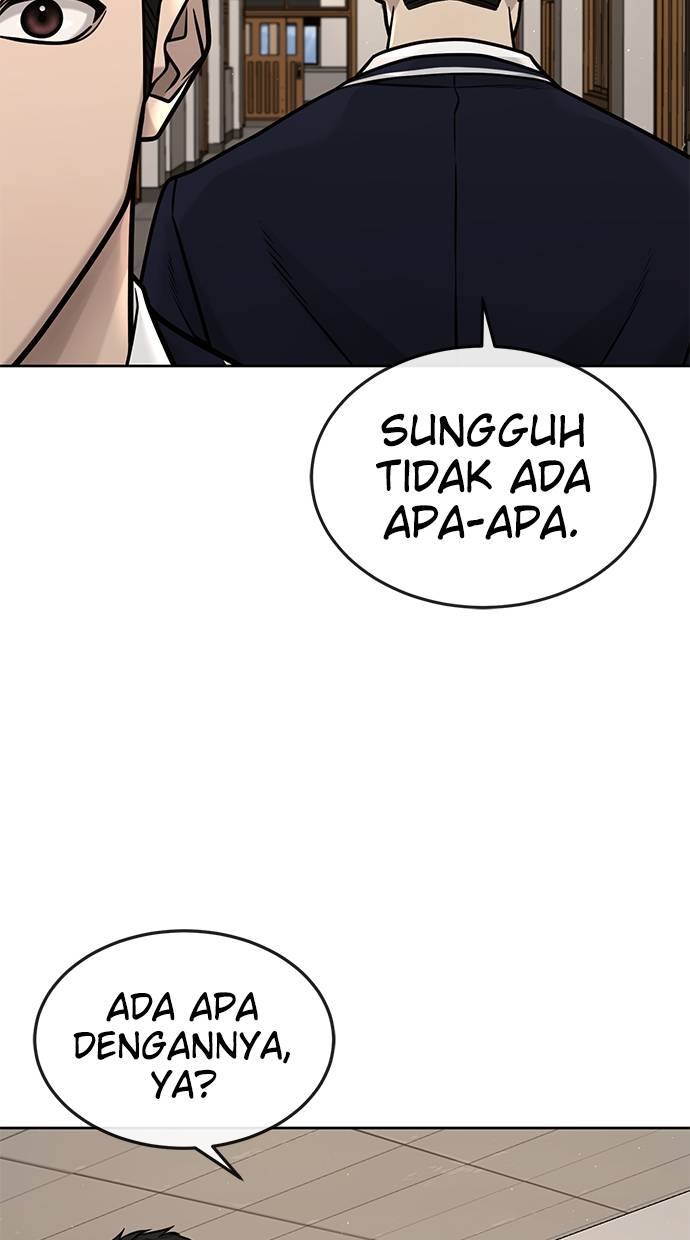 SUNGGUH
TIDAK ADA
APA-APA.
ADA APA
DENGANNYA,
YA?